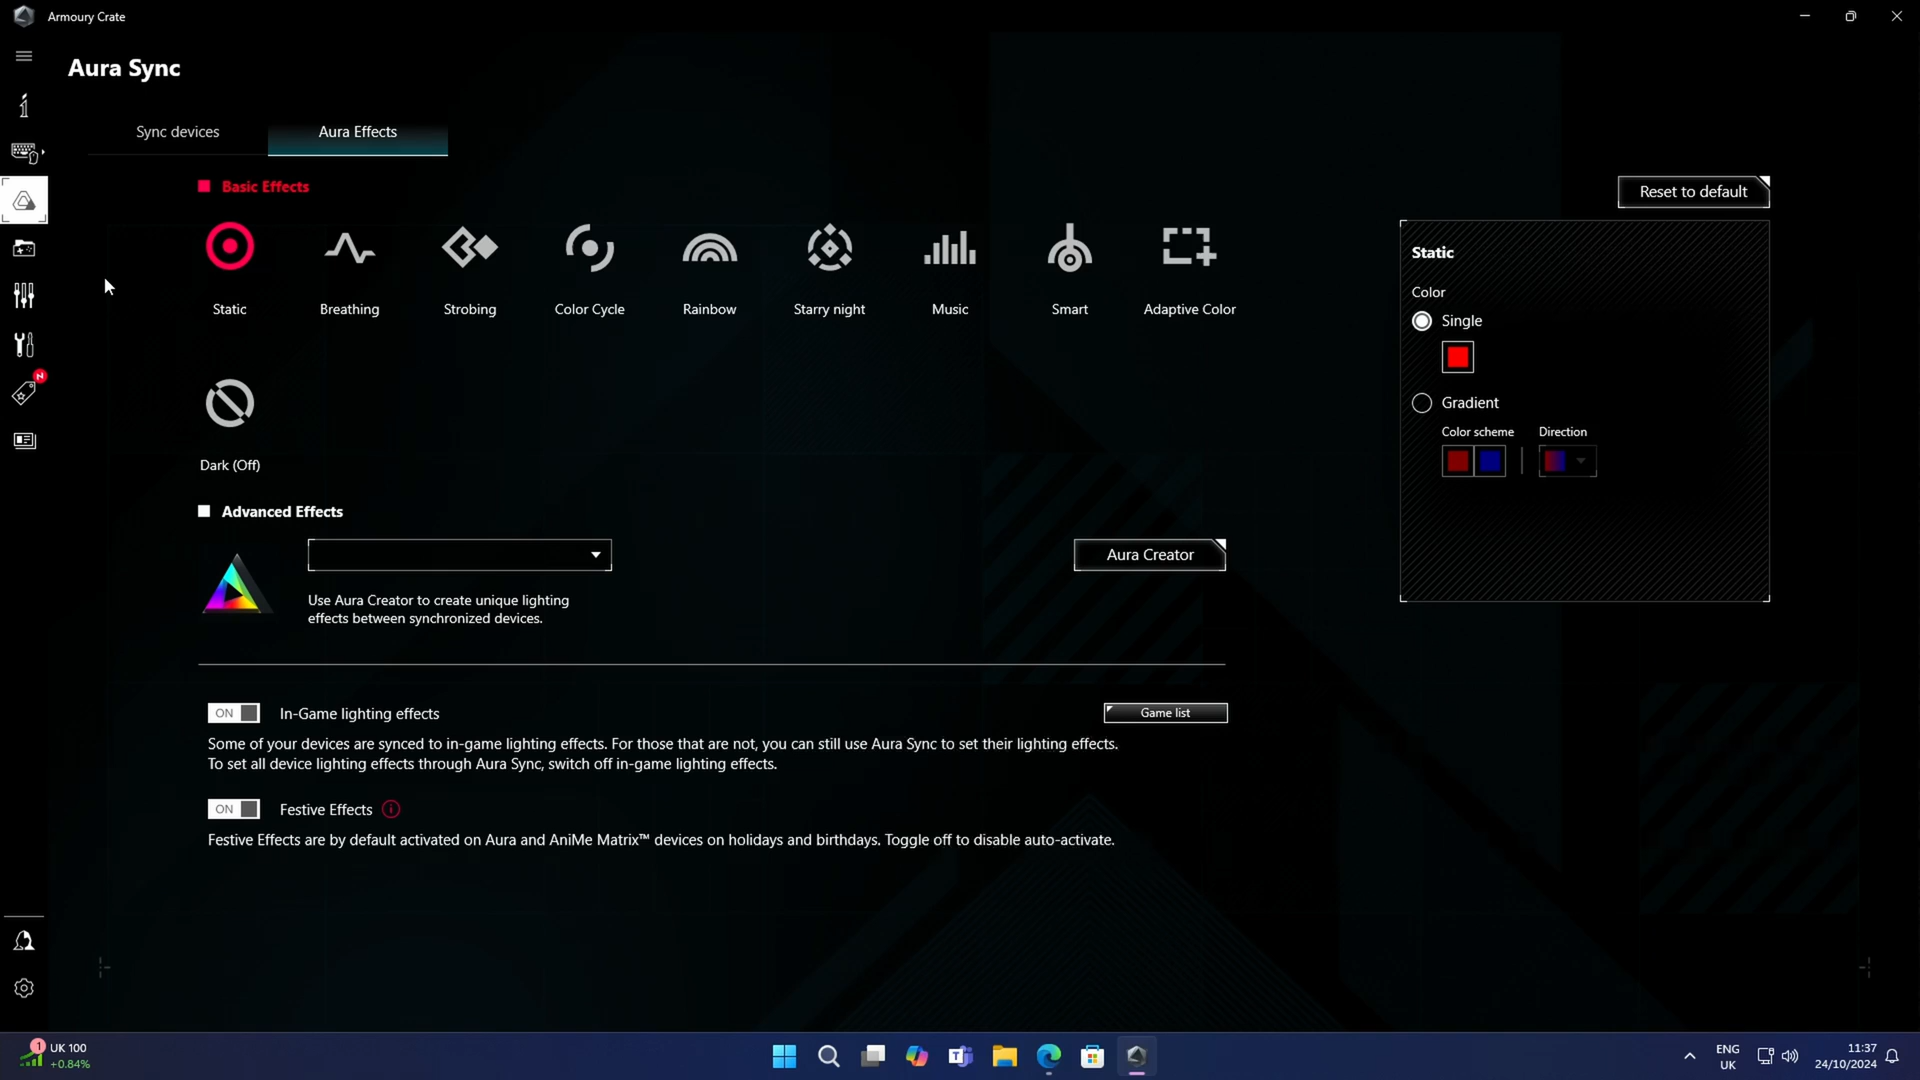 Armoury Crate
Aura Sync
Sync devices
Aura Effects
Basic Effects
Reset to default
Static
Breathing
Strobing
Color Cycle
Rainbow
Starry night
Music
Smart
Adaptive Color
Dark (Off)
Static
Color
Single
Gradient
Color scheme
Direction
Advanced Effects
Aura Creator
Use Aura Creator to create unique lighting
effects between synchronized devices.
ON
In-Game lighting effects
Game list
Some of your devices are synced to in-game lighting effects. For those that are not, you can still use Aura Sync to set their lighting effects.
To set all device lighting effects through Aura Sync, switch off in-game lighting effects.
ON
Festive Effects
Festive Effects are by default activated on Aura and AniMe Matrix™ devices on holidays and birthdays. Toggle off to disable auto-activate.
N
1
UK 100
+0.84%
ENG
UK
11:37
24/10/2024